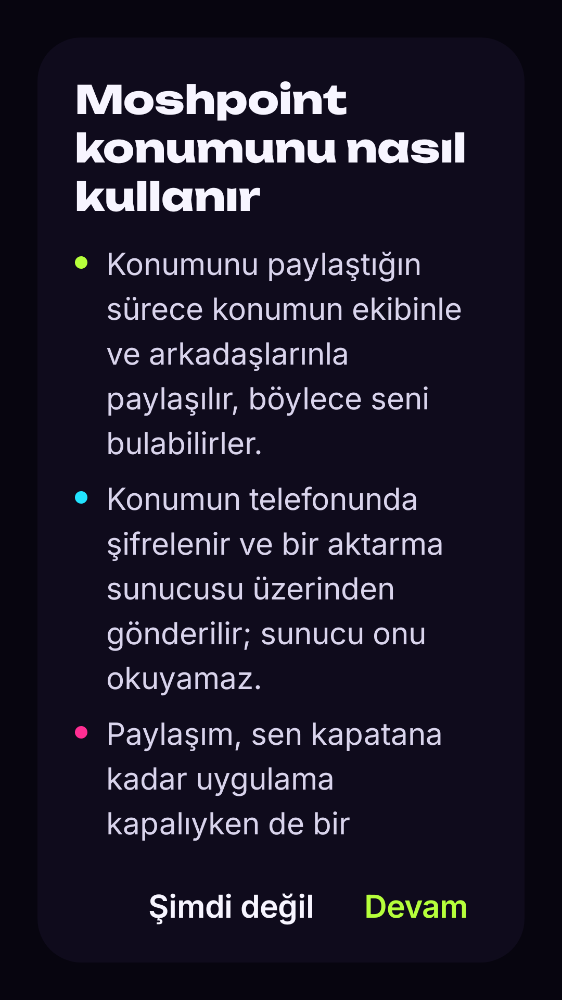 Moshpoint
konumunu nasıl
kullanır
Konumunu paylaştığın
sürece konumun ekibinle
ve arkadaşlarınla
paylaşılır, böylece seni
bulabilirler.
Konumun telefonunda
şifrelenir ve bir aktarma
sunucusu üzerinden
gönderilir; sunucu onu
okuyamaz.
Paylaşım, sen kapatana
kadar uygulama
kapalıyken de bir
Şimdi değil
Devam